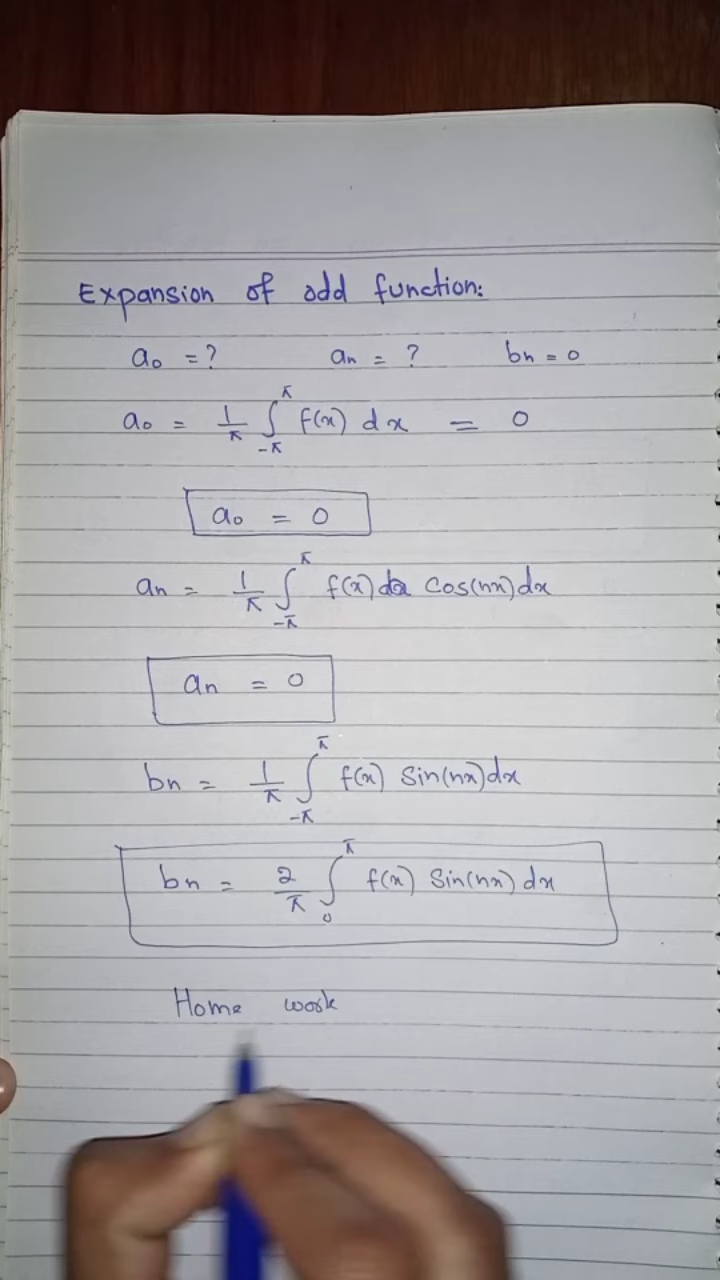 Expansion of odd function:
a₀ = ? aₙ = ? bₙ = 0
a₀ = 1/π ∫_{-π}^{π} f(x) dx = 0
a₀ = 0
aₙ = 1/π ∫_{-π}^{π} f(x) dx cos(nx) dx
aₙ = 0
bₙ = 1/π ∫_{-π}^{π} f(x) Sin(nx) dx
bₙ = 2/π ∫_{0}^{π} f(x) Sin(nx) dx
Home work